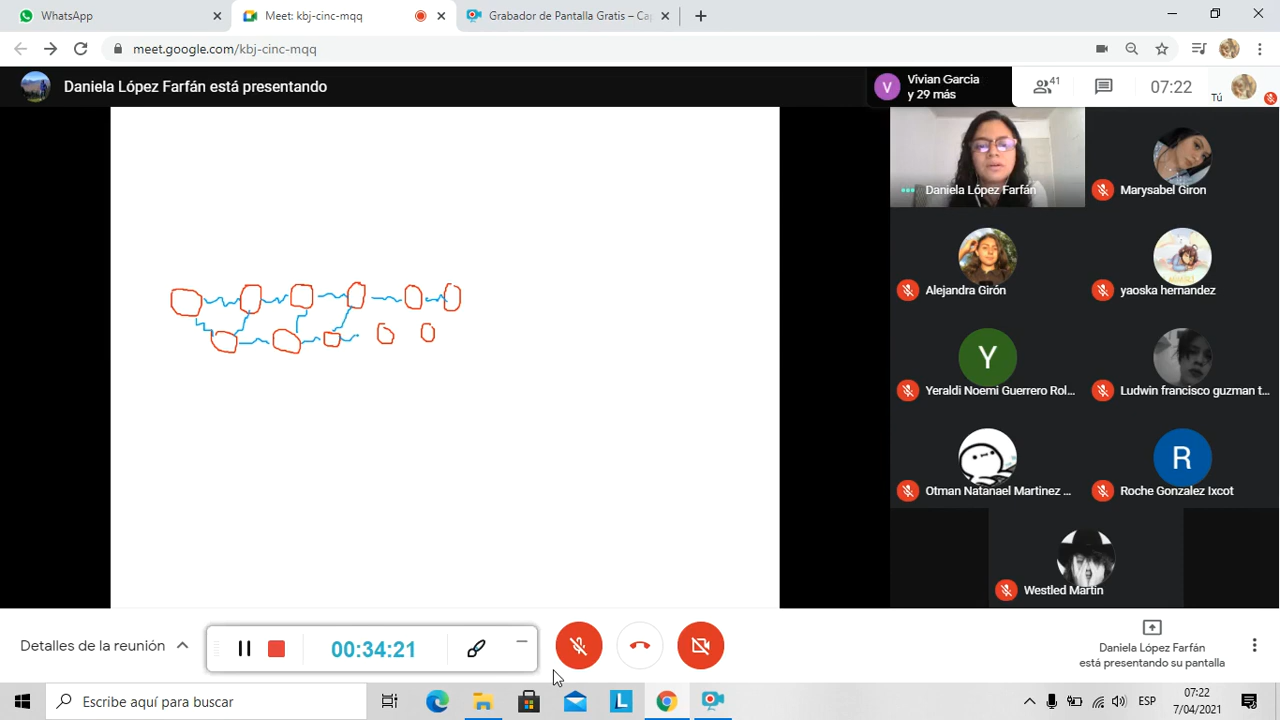 WhatsApp
Meet: kbj-cinc-mqq
Grabador de Pantalla Gratis – Ca
meet.google.com/kbj-cinc-mqq
Daniela López Farfán está presentando
Vivian Garcia
y 29 más
41
07:22
Tú
Daniela López Farfán
Marysabel Giron
Alejandra Girón
yaoska hernandez
Y
Yeraldi Noemi Guerrero Rol...
Ludwin francisco guzman t...
Otman Natanael Martinez ...
R
Roche Gonzalez Ixcot
Westled Martin
Detalles de la reunión
00:34:21
Daniela López Farfán
está presentando su pantalla
Escribe aquí para buscar
L
ESP
07:22
7/04/2021